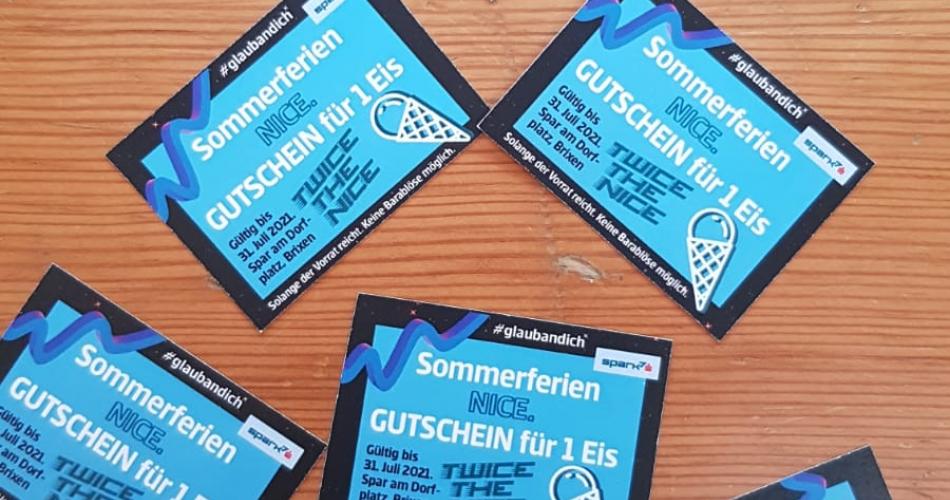 #glaubandich
spark
Sommerferien
NICE.
GUTSCHEIN für 1 Eis
Gültig bis
31. Juli 2021.
Spar am Dorf-
platz, Brixen
TWICE
THE
NICE
Solange der Vorrat reicht. Keine Barablöse möglich.
#glaubandich
spark7
Sommerferien
NICE.
GUTSCHEIN für 1 Eis
Gültig bis
31. Juli 2021.
Spar am Dorf-
platz, Brixen
TWICE
THE
NICE
Solange der Vorrat reicht. Keine Barablöse möglich.
#glaubandich
spark7
Sommerferien
NICE.
GUTSCHEIN für 1
Gültig bis
Juli 2021.
am Dorf-
Brixen
TWICE
THE
#glaubandich
spark7
Sommerferien
NICE.
GUTSCHEIN für 1 Eis
Gültig bis
31. Juli 2021.
Spar am Dorf-
platz, Brixen
TWICE
THE